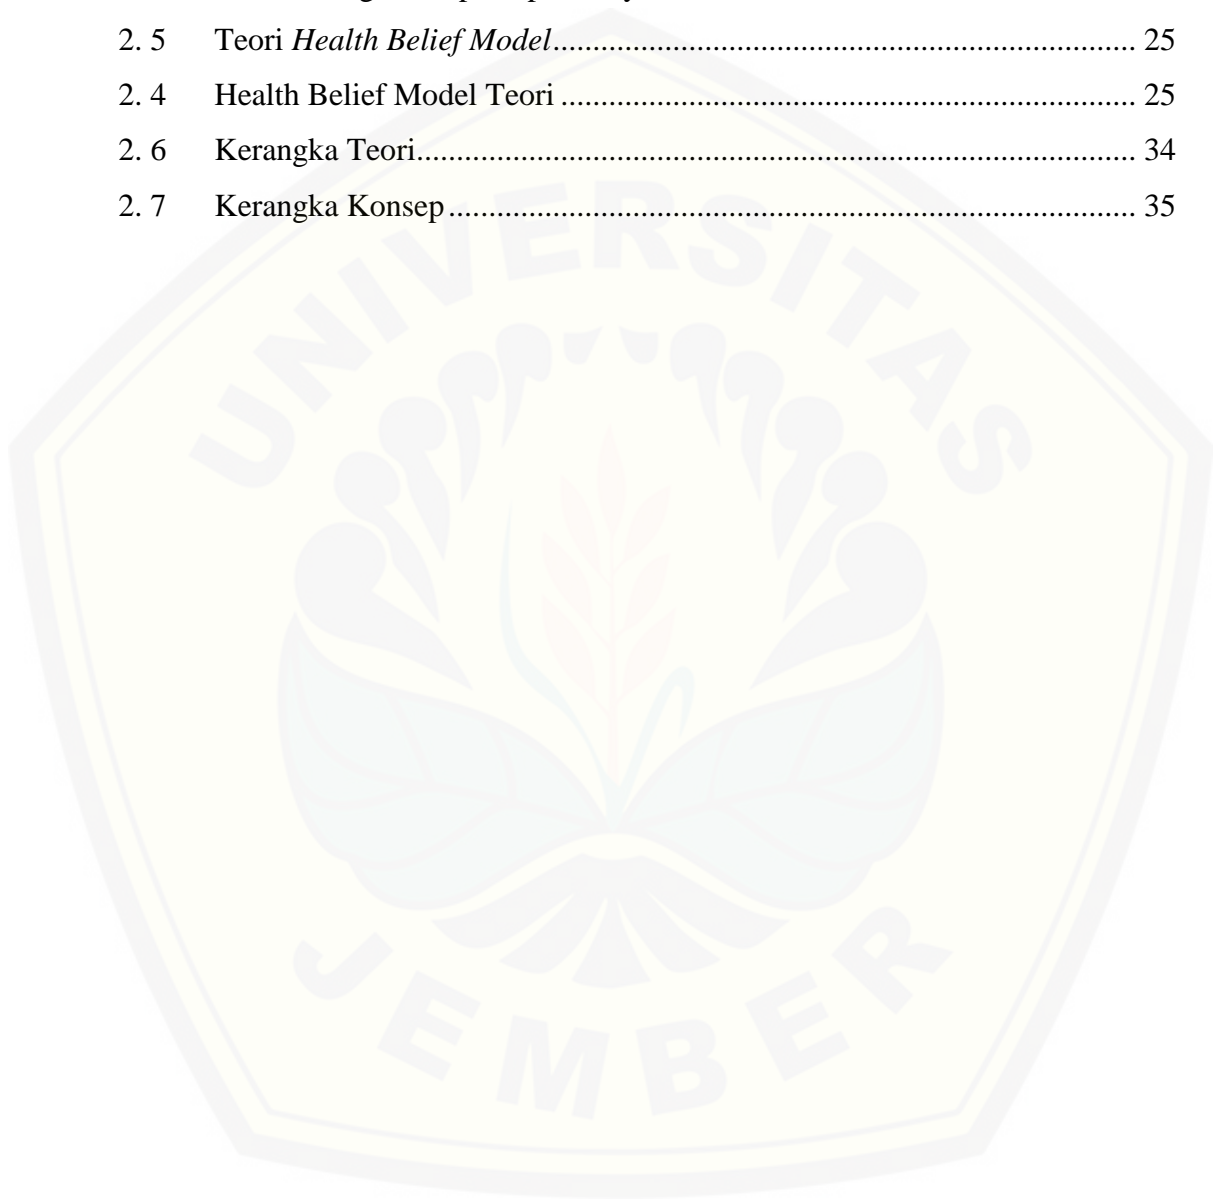 2. 5 Teori Health Belief Model.......................................................................... 25
2. 4 Health Belief Model Teori ......................................................................... 25
2. 6 Kerangka Teori........................................................................................... 34
2. 7 Kerangka Konsep ....................................................................................... 35
UNIVERSITAS
JEMBER